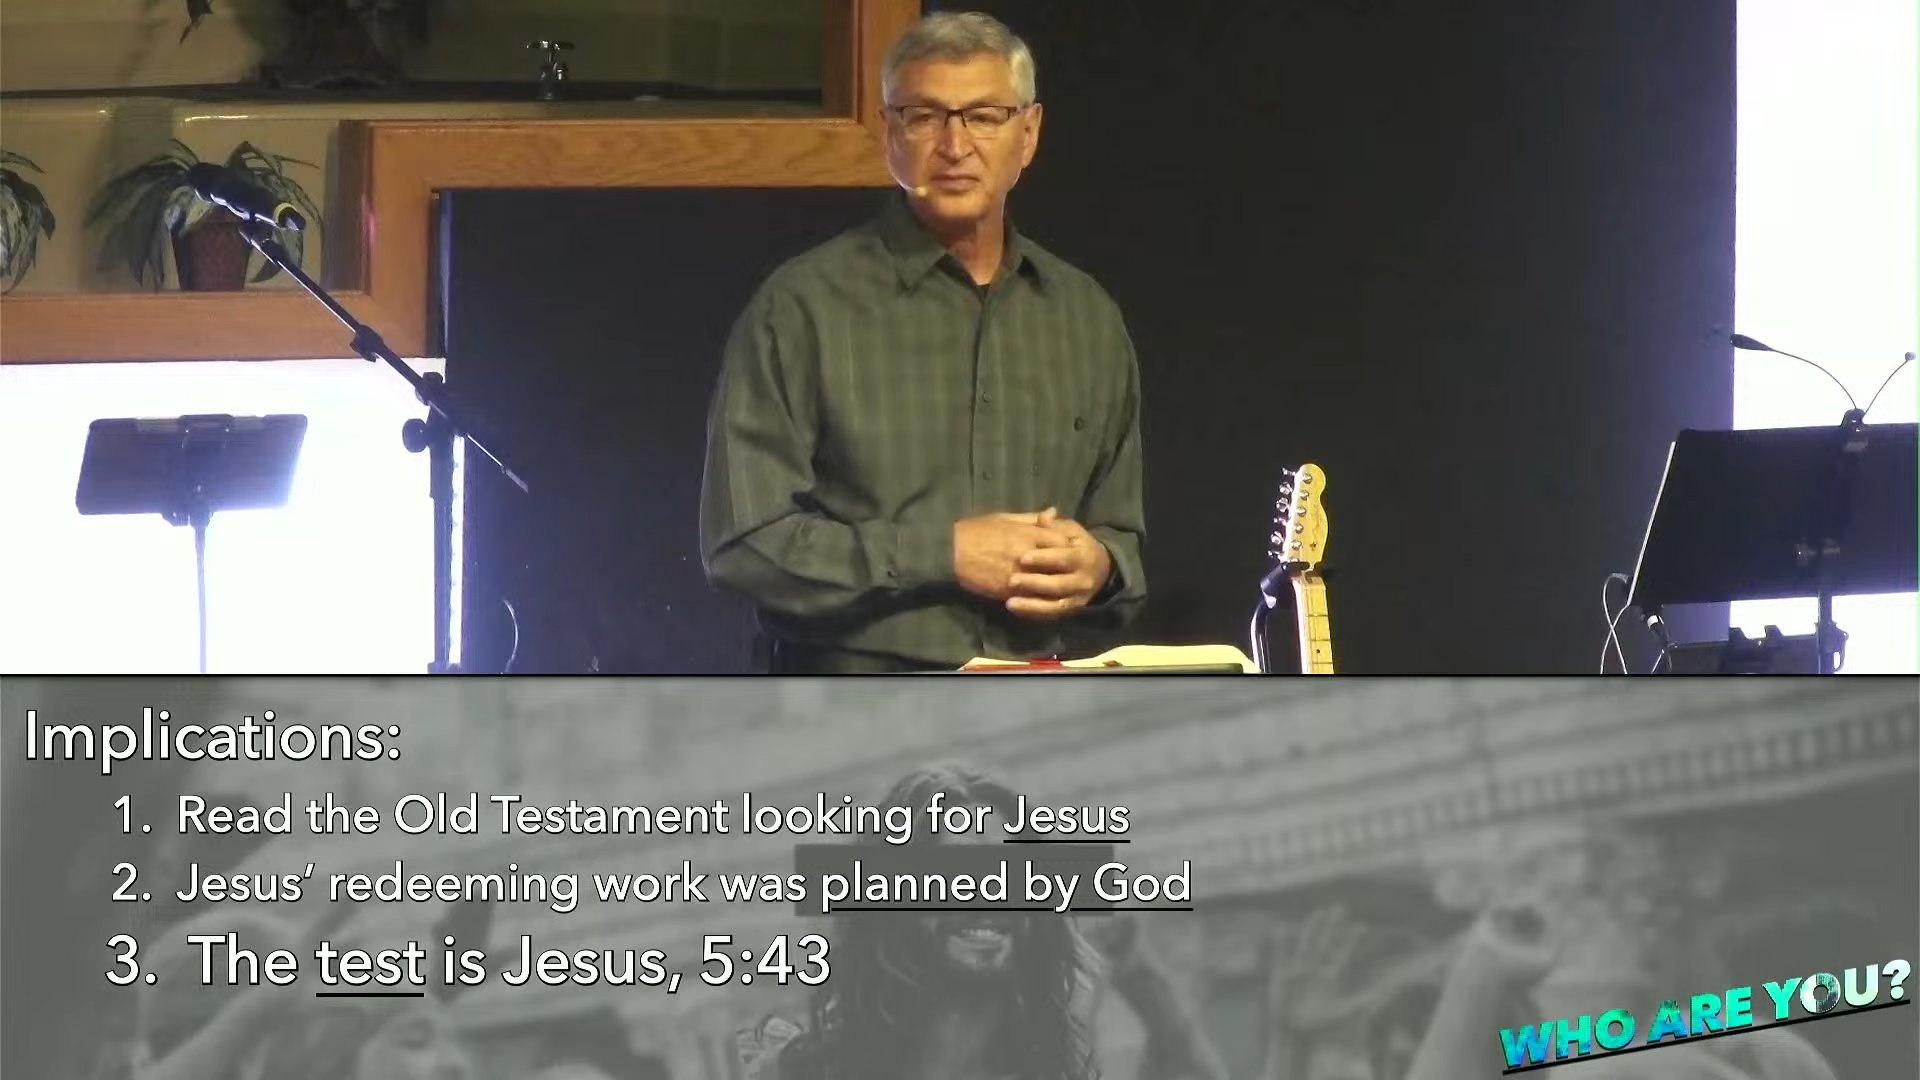 Implications:
1. Read the Old Testament looking for Jesus
2. Jesus’ redeeming work was planned by God
3. The test is Jesus, 5:43
WHO ARE YOU?